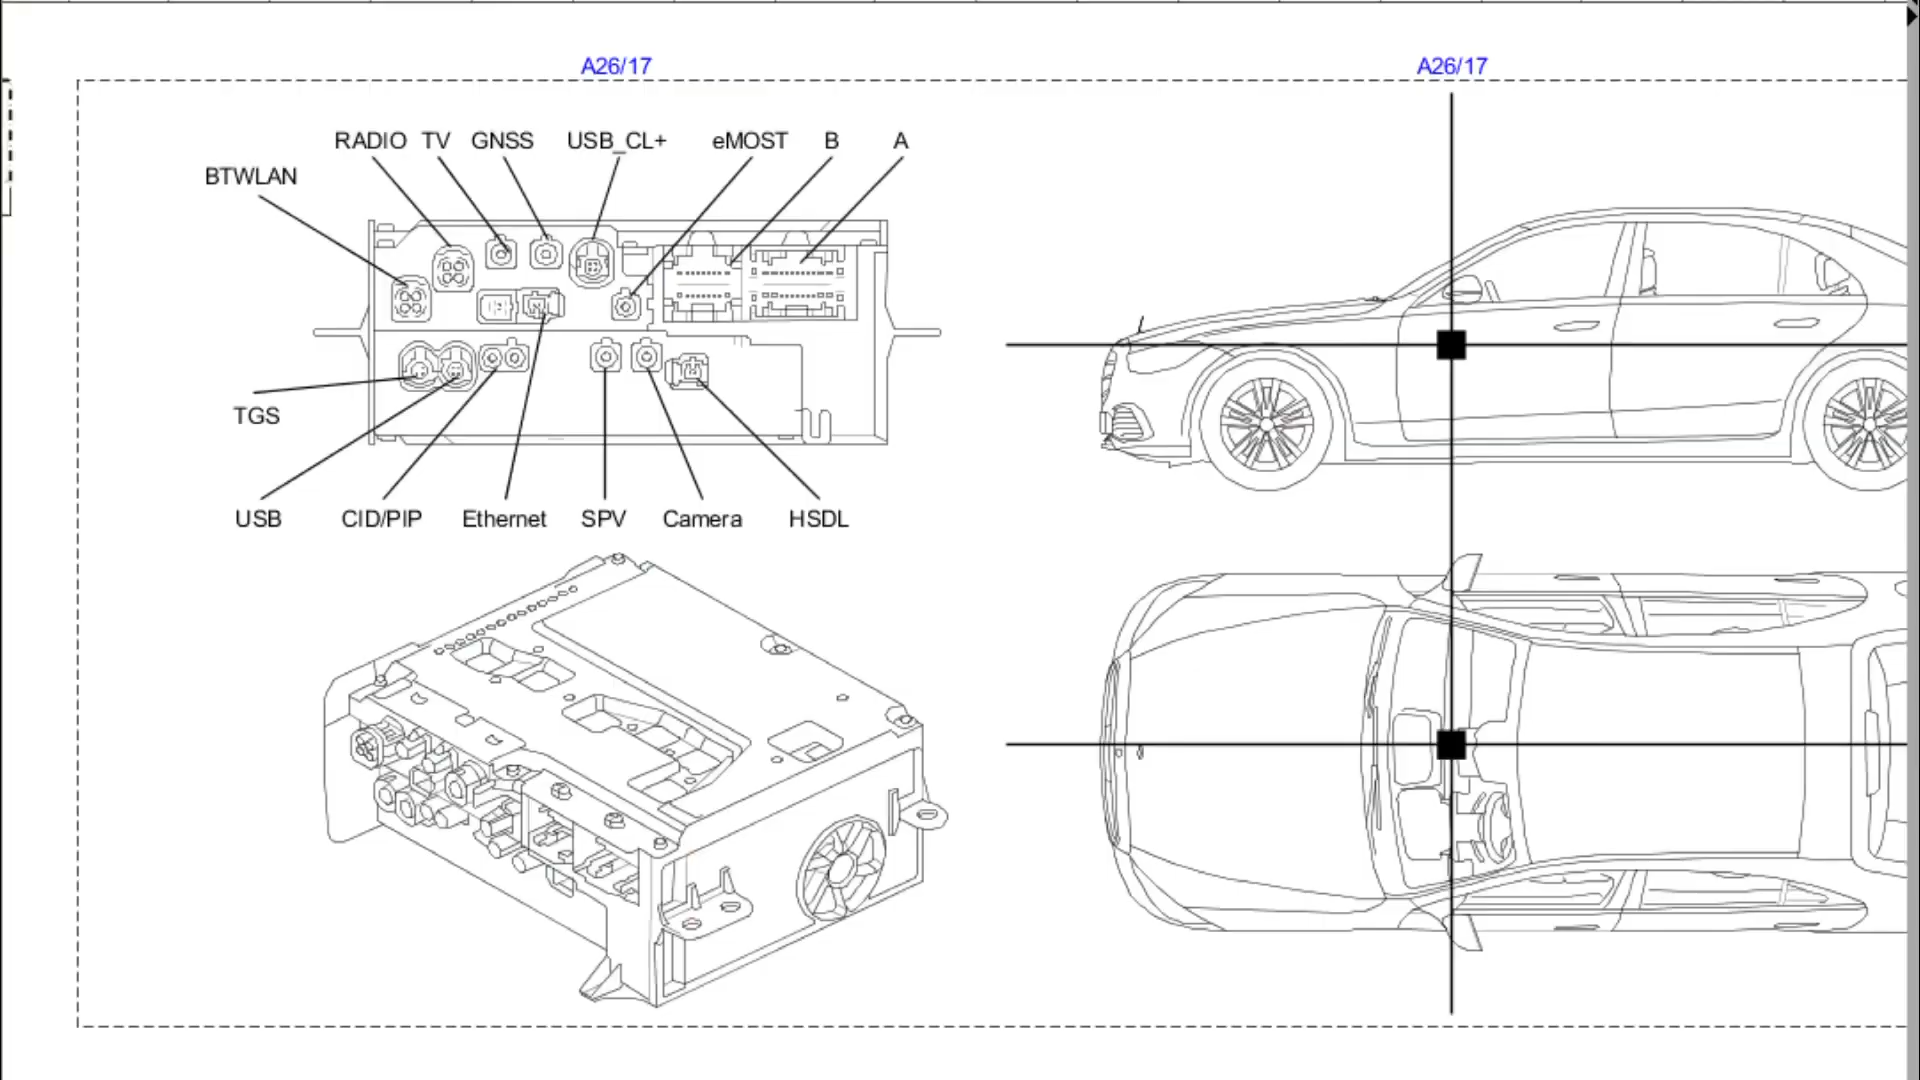 A26/17
A26/17
RADIO TV GNSS USB_CL+ eMOST B A
BTWLAN
TGS
USB CID/PIP Ethernet SPV Camera HSDL